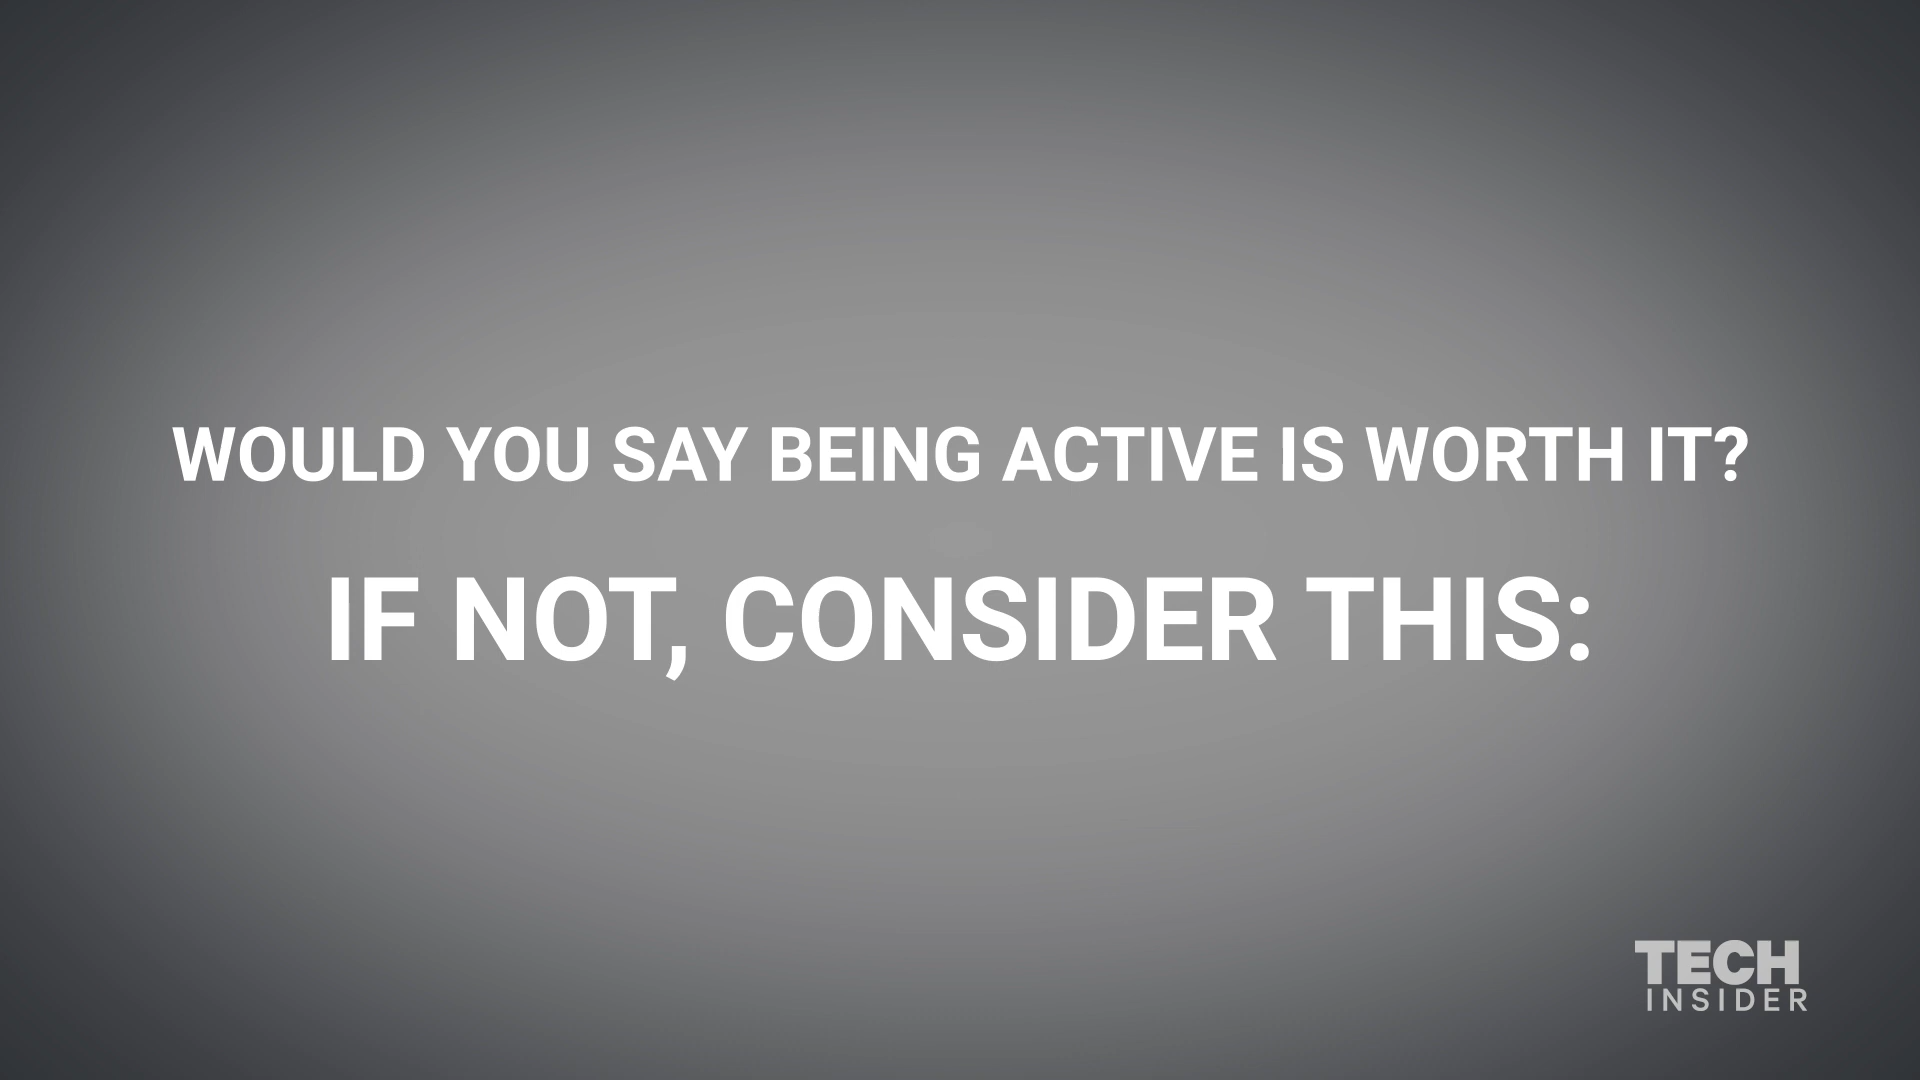 WOULD YOU SAY BEING ACTIVE IS WORTH IT?
IF NOT, CONSIDER THIS:
TECH
INSIDER